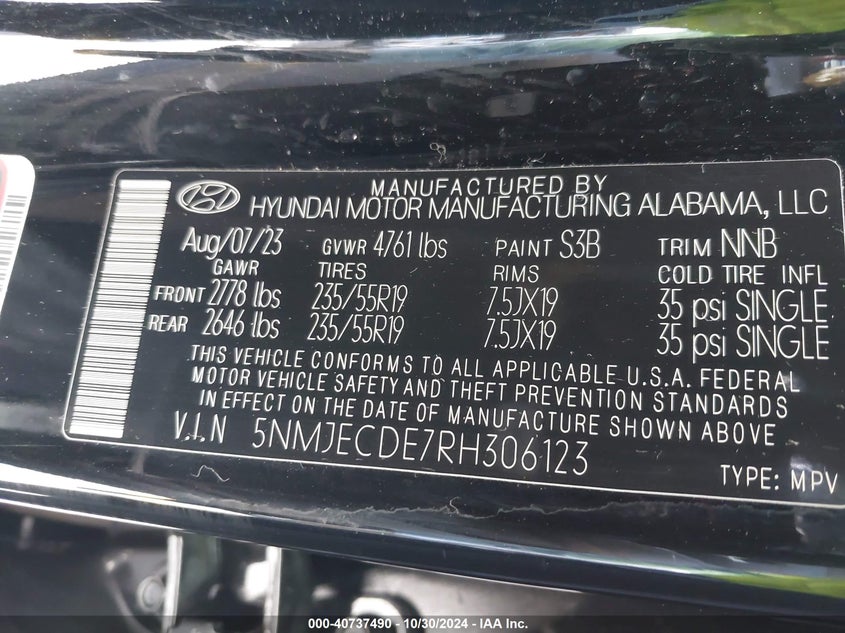 MANUFACTURED BY
HYUNDAI MOTOR MANUFACTURING ALABAMA, LLC
Aug/07/23 GVWR 4761 lbs PAINT S3B TRIM NNB
GAWR TIRES RIMS COLD TIRE INFL
FRONT 2778 lbs 235/55R19 7.5JX19 35 psi SINGLE
REAR 2646 lbs 235/55R19 7.5JX19 35 psi SINGLE
THIS VEHICLE CONFORMS TO ALL APPLICABLE U.S.A. FEDERAL
MOTOR VEHICLE SAFETY AND THEFT PREVENTION STANDARDS
IN EFFECT ON THE DATE OF MANUFACTURE SHOWN ABOVE
V.I.N 5NMJECDE7RH306123
TYPE: MPV
000-40737490 - 10/30/2024 - IAA Inc.